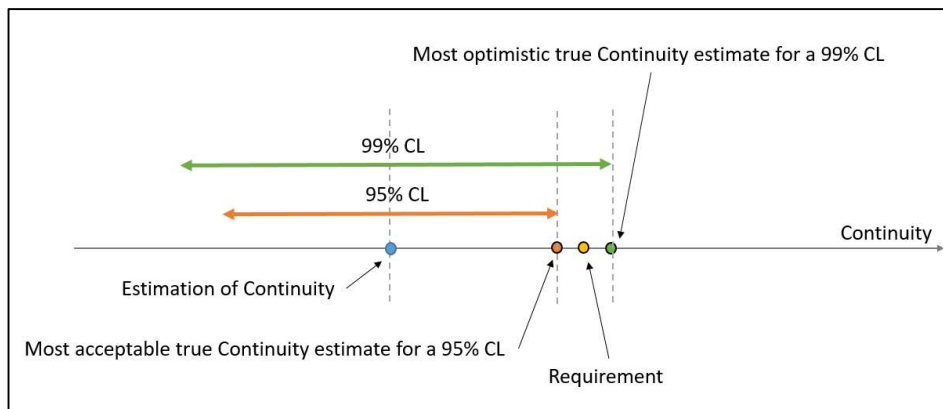 Most optimistic true Continuity estimate for a 99% CL
99% CL
95% CL
Continuity
Estimation of Continuity
Most acceptable true Continuity estimate for a 95% CL
Requirement